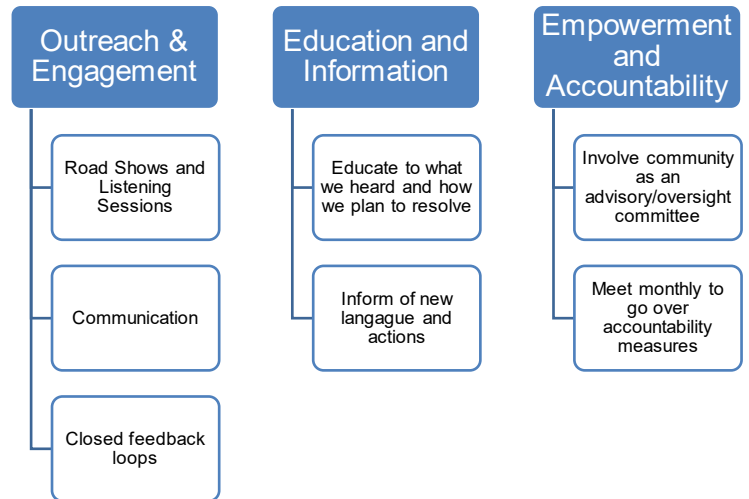 Outreach &
Engagement
Road Shows and
Listening
Sessions
Communication
Closed feedback
loops
Education and
Information
Educate to what
we heard and how
we plan to resolve
Inform of new
langague and
actions
Empowerment
and
Accountability
Involve community
as an
advisory/oversight
committee
Meet monthly to
go over
accountability
measures